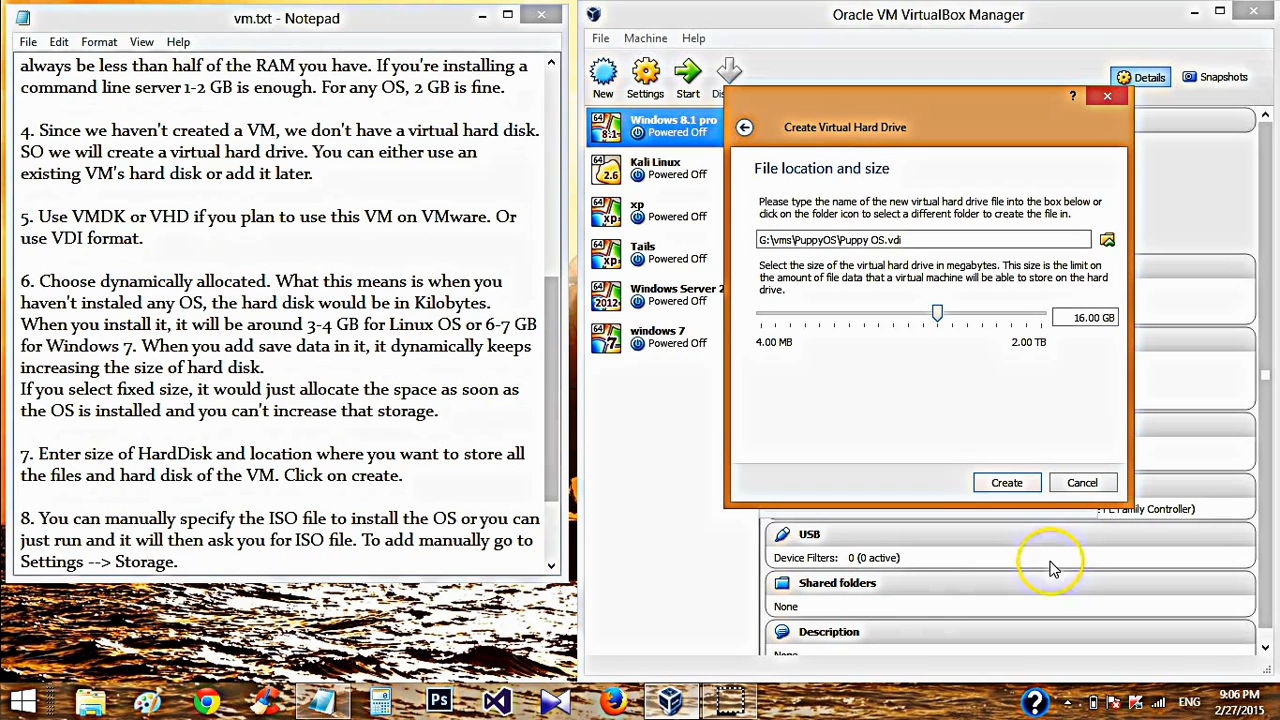 vm.txt - Notepad
File Edit Format View Help
always be less than half of the RAM you have. If you're installing a
command line server 1-2 GB is enough. For any OS, 2 GB is fine.
4. Since we haven't created a VM, we don't have a virtual hard disk.
SO we will create a virtual hard drive. You can either use an
existing VM's hard disk or add it later.
5. Use VMDK or VHD if you plan to use this VM on VMware. Or
use VDI format.
6. Choose dynamically allocated. What this means is when you
haven't instaled any OS, the hard disk would be in Kilobytes.
When you install it, it will be around 3-4 GB for Linux OS or 6-7 GB
for Windows 7. When you add save data in it, it dynamically keeps
increasing the size of hard disk.
If you select fixed size, it would just allocate the space as soon as
the OS is installed and you can't increase that storage.
7. Enter size of HardDisk and location where you want to store all
the files and hard disk of the VM. Click on create.
8. You can manually specify the ISO file to install the OS or you can
just run and it will then ask you for ISO file. To add manually go to
Settings --> Storage.
Oracle VM VirtualBox Manager
File Machine Help
New Settings Start Dis
Details Snapshots
64 8.1 Windows 8.1 pro
Powered Off
64 2.6 Kali Linux
Powered Off
64 xp xp
Powered Off
64 xp Tails
Powered Off
64 2012 Windows Server 2
Powered Off
64 7 windows 7
Powered Off
?
Create Virtual Hard Drive
File location and size
Please type the name of the new virtual hard drive file into the box below or
click on the folder icon to select a different folder to create the file in.
G:\vms\PuppyOS\Puppy OS.vdi
Select the size of the virtual hard drive in megabytes. This size is the limit on
the amount of file data that a virtual machine will be able to store on the hard
drive.
16.00 GB
4.00 MB 2.00 TB
Create Cancel
Family Controller)
USB
Device Filters: 0 (0 active)
Shared folders
None
Description
None
Ps
? ENG
9:06 PM
2/27/2015